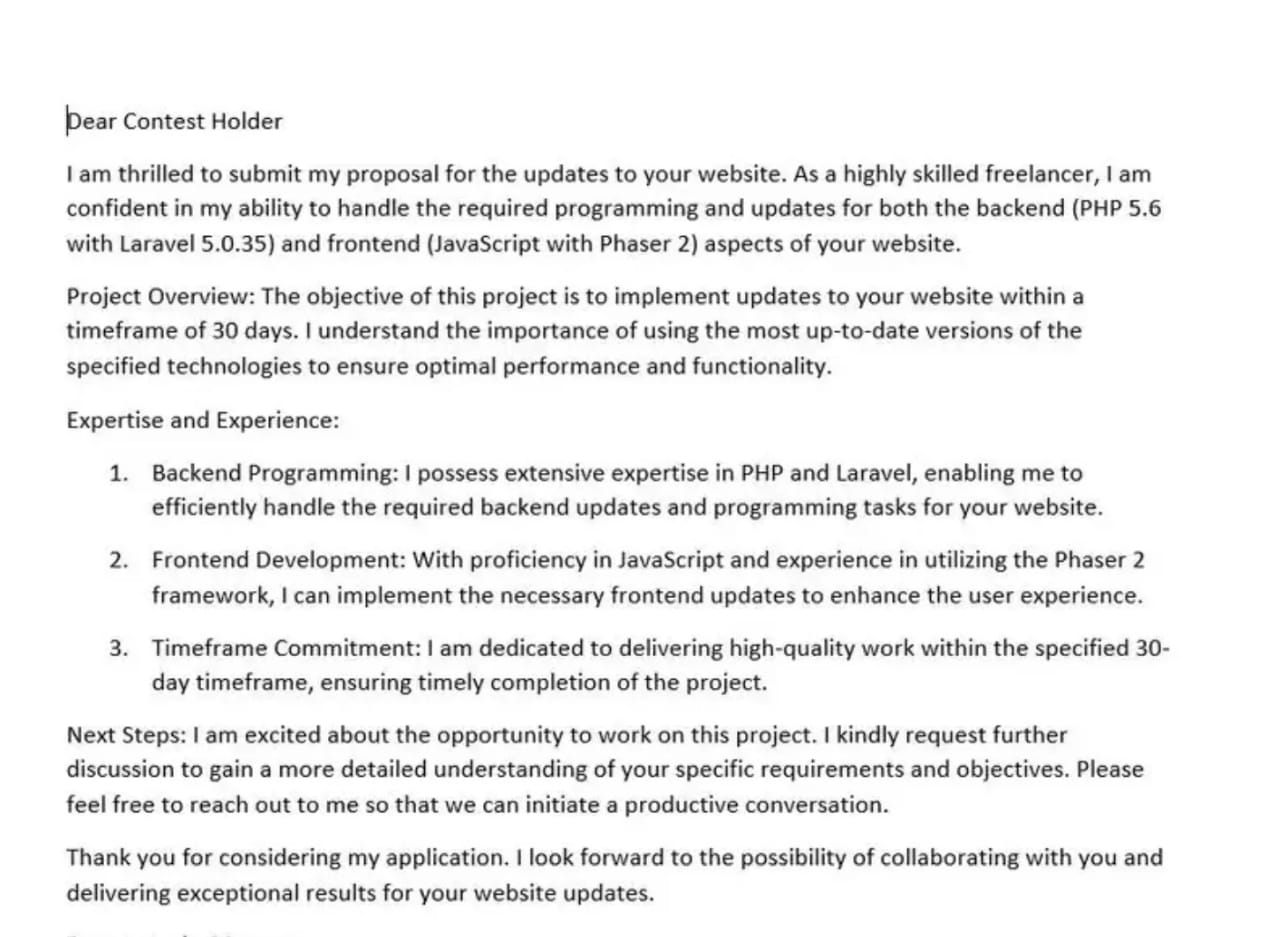 Dear Contest Holder
I am thrilled to submit my proposal for the updates to your website. As a highly skilled freelancer, I am
confident in my ability to handle the required programming and updates for both the backend (PHP 5.6
with Laravel 5.0.35) and frontend (JavaScript with Phaser 2) aspects of your website.
Project Overview: The objective of this project is to implement updates to your website within a
timeframe of 30 days. I understand the importance of using the most up-to-date versions of the
specified technologies to ensure optimal performance and functionality.
Expertise and Experience:
1. Backend Programming: I possess extensive expertise in PHP and Laravel, enabling me to
efficiently handle the required backend updates and programming tasks for your website.
2. Frontend Development: With proficiency in JavaScript and experience in utilizing the Phaser 2
framework, I can implement the necessary frontend updates to enhance the user experience.
3. Timeframe Commitment: I am dedicated to delivering high-quality work within the specified 30-
day timeframe, ensuring timely completion of the project.
Next Steps: I am excited about the opportunity to work on this project. I kindly request further
discussion to gain a more detailed understanding of your specific requirements and objectives. Please
feel free to reach out to me so that we can initiate a productive conversation.
Thank you for considering my application. I look forward to the possibility of collaborating with you and
delivering exceptional results for your website updates.